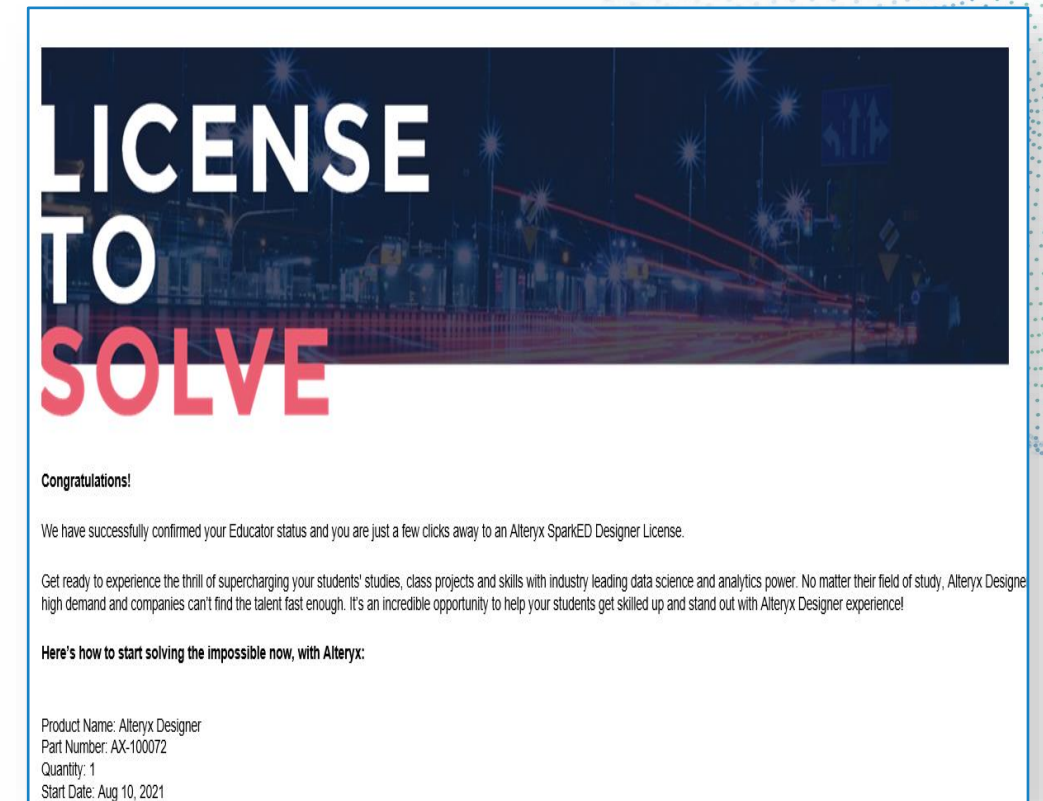 LICENSE
TO
SOLVE
Congratulations!
We have successfully confirmed your Educator status and you are just a few clicks away to an Alteryx SparkED Designer License.
Get ready to experience the thrill of supercharging your students' studies, class projects and skills with industry leading data science and analytics power. No matter their field of study, Alteryx Designe
high demand and companies can't find the talent fast enough. It's an incredible opportunity to help your students get skilled up and stand out with Alteryx Designer experience!
Here's how to start solving the impossible now, with Alteryx:
Product Name: Alteryx Designer
Part Number: AX-100072
Quantity: 1
Start Date: Aug 10, 2021